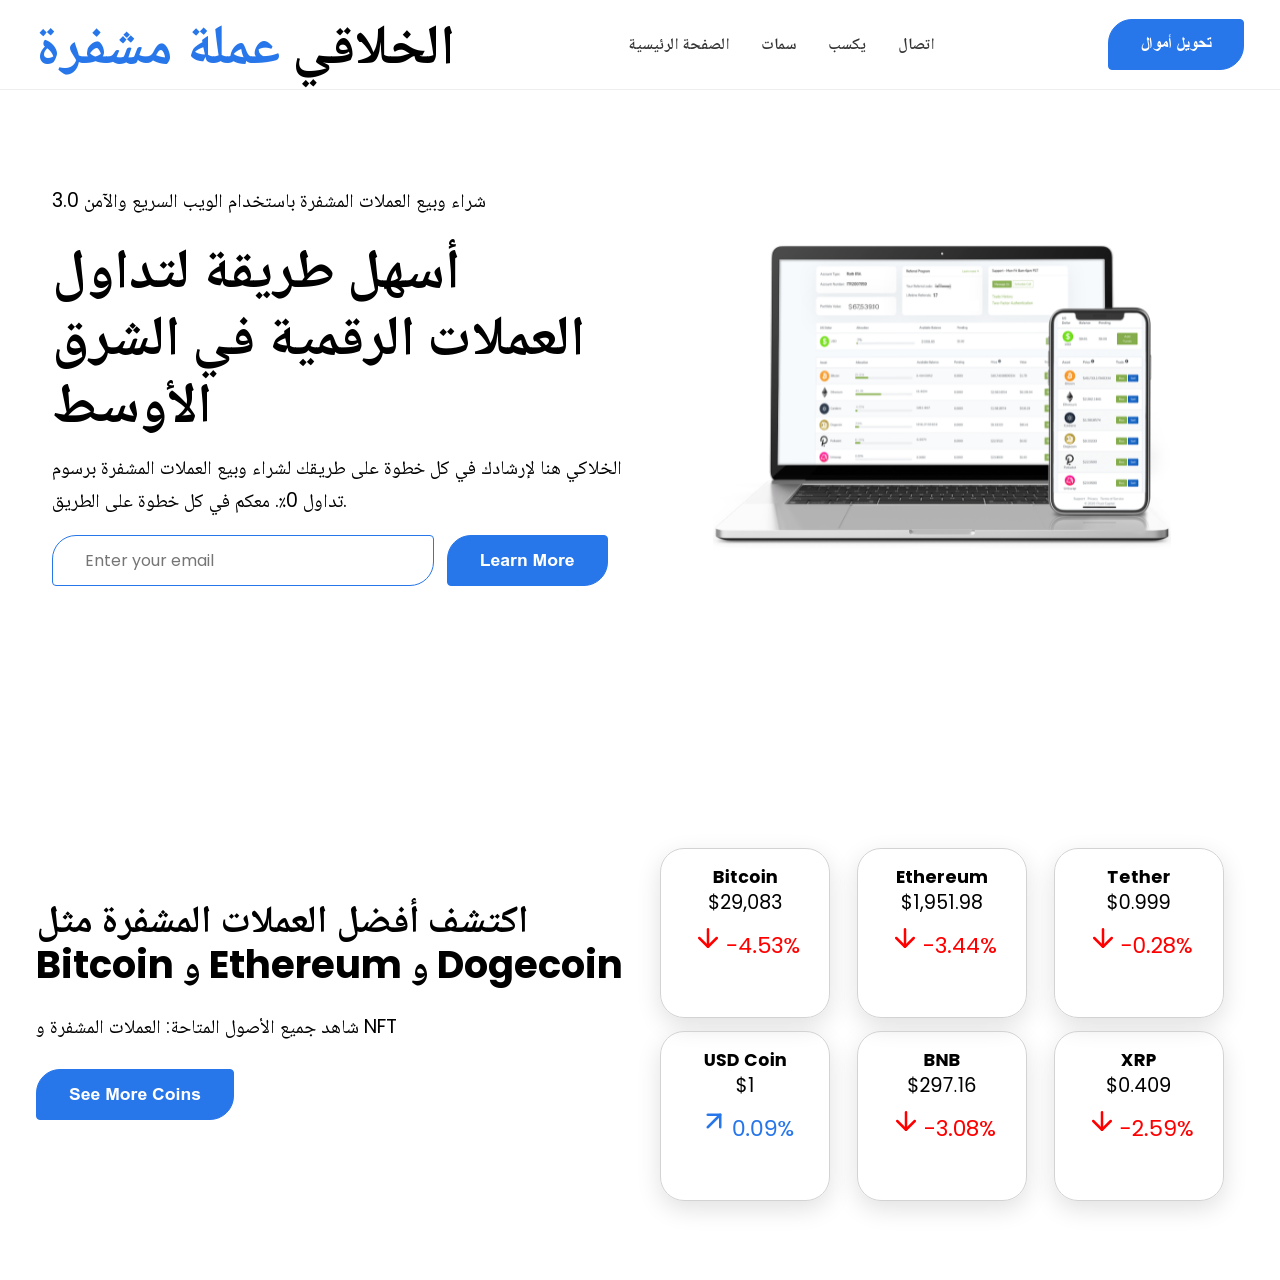 الخلاقي عملة مشفرة
الصفحة الرئيسية
سمات
يكسب
اتصال
تحويل أموال
شراء وبيع العملات المشفرة باستخدام الويب السريع والآمن 3.0
أسهل طريقة لتداول
العملات الرقمية في الشرق
الأوسط
الخلاكي هنا لإرشادك في كل خطوة على طريقك لشراء وبيع العملات المشفرة برسوم
تداول 0٪. معكم في كل خطوة على الطريق.
Enter your email
Learn More
اكتشف أفضل العملات المشفرة مثل
Bitcoin و Ethereum و Dogecoin
شاهد جميع الأصول المتاحة: العملات المشفرة و NFT
See More Coins
Bitcoin
$29,083
-4.53%
Ethereum
$1,951.98
-3.44%
Tether
$0.999
-0.28%
USD Coin
$1
0.09%
BNB
$297.16
-3.08%
XRP
$0.409
-2.59%